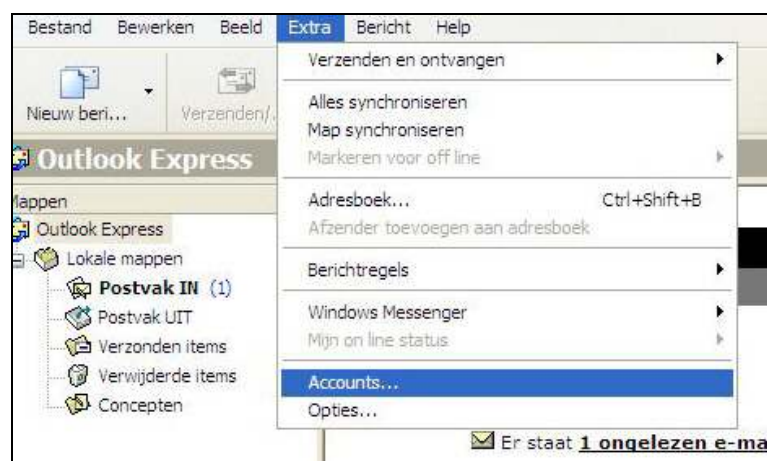 Bestand Bewerken Beeld Extra Bericht Help
Nieuw beri... Verzenden/.
Outlook Express
Mappen
Outlook Express
Lokale mappen
Postvak IN (1)
Postvak UIT
Verzonden items
Verwijderde items
Concepten
Verzenden en ontvangen
Alles synchroniseren
Map synchroniseren
Markeren voor off line
Adresboek... Ctrl+Shift+B
Afzender toevoegen aan adresboek
Berichtregels
Windows Messenger
Mijn on line status
Accounts...
Opties...
Er staat 1 ongelezen e-ma